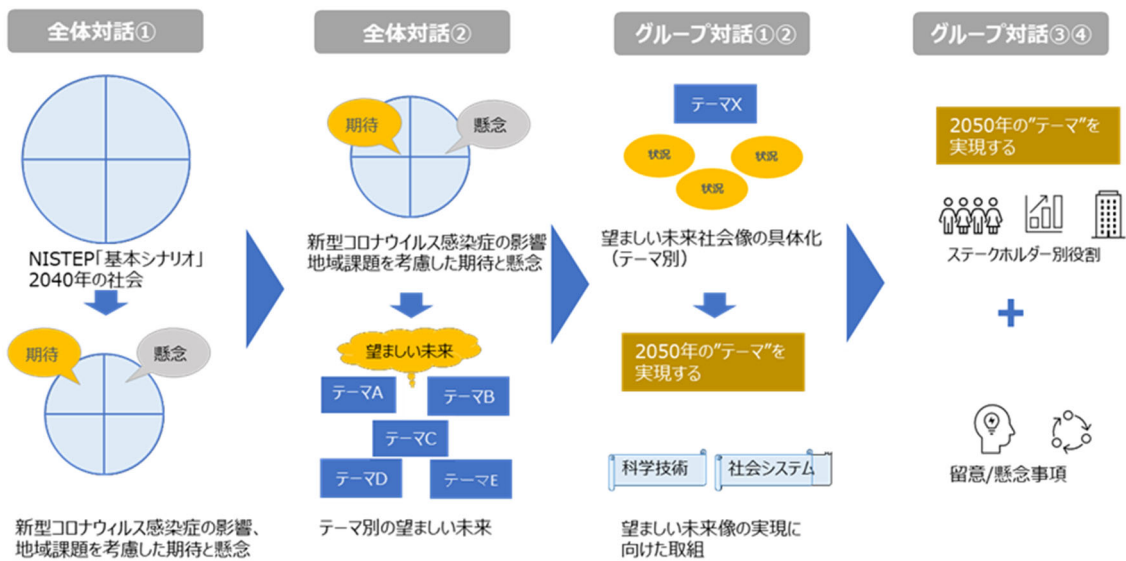 全体対話①
NISTEP「基本シナリオ」
2040年の社会
期待
懸念
新型コロナウィルス感染症の影響、
地域課題を考慮した期待と懸念
全体対話②
期待
懸念
新型コロナウイルス感染症の影響
地域課題を考慮した期待と懸念
望ましい未来
テーマA
テーマB
テーマC
テーマD
テーマE
テーマ別の望ましい未来
グループ対話①②
テーマX
状況
状況
状況
望ましい未来社会像の具体化
（テーマ別）
2050年の”テーマ”を
実現する
科学技術
社会システム
望ましい未来像の実現に
向けた取組
グループ対話③④
2050年の”テーマ”を
実現する
ステークホルダー別役割
+
留意/懸念事項